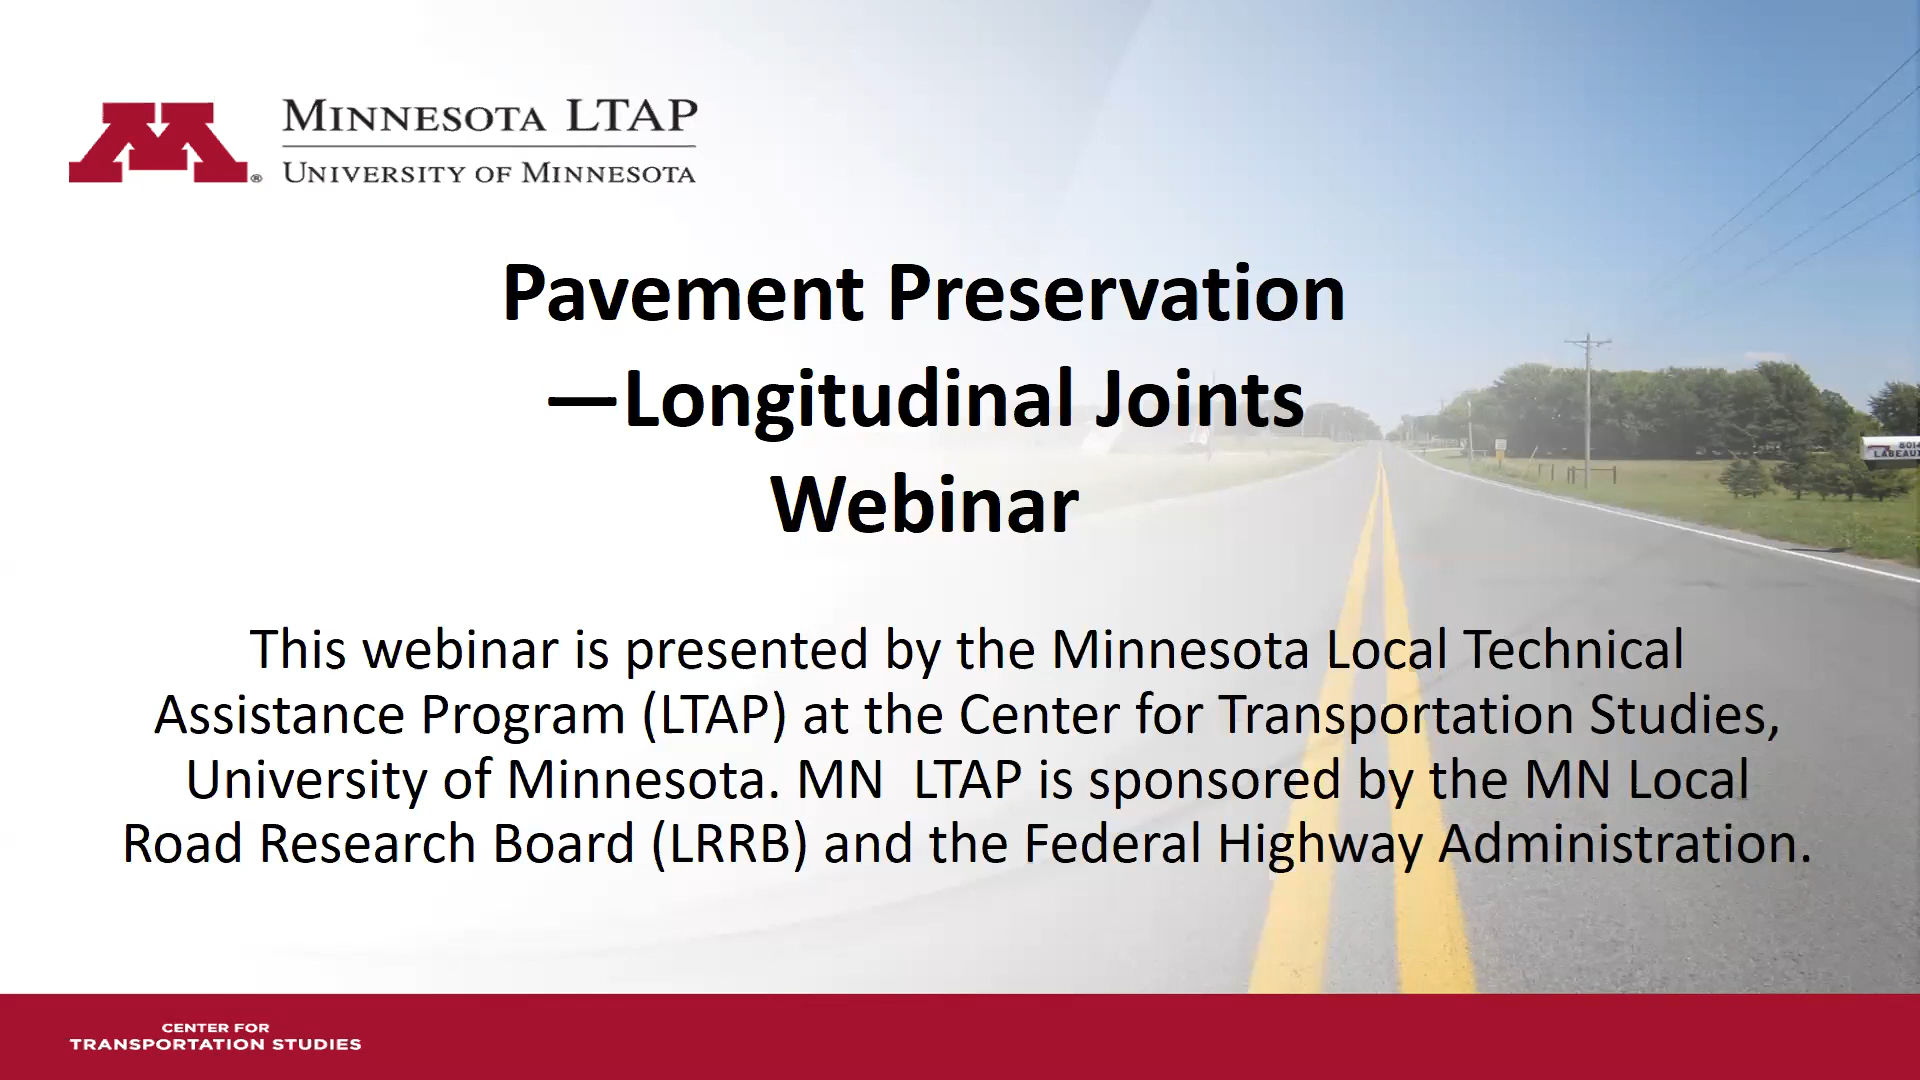 MINNESOTA LTAP
UNIVERSITY OF MINNESOTA
Pavement Preservation
—Longitudinal Joints
Webinar
This webinar is presented by the Minnesota Local Technical
Assistance Program (LTAP) at the Center for Transportation Studies,
University of Minnesota. MN  LTAP is sponsored by the MN Local
Road Research Board (LRRB) and the Federal Highway Administration.
CENTER FOR
TRANSPORTATION STUDIES